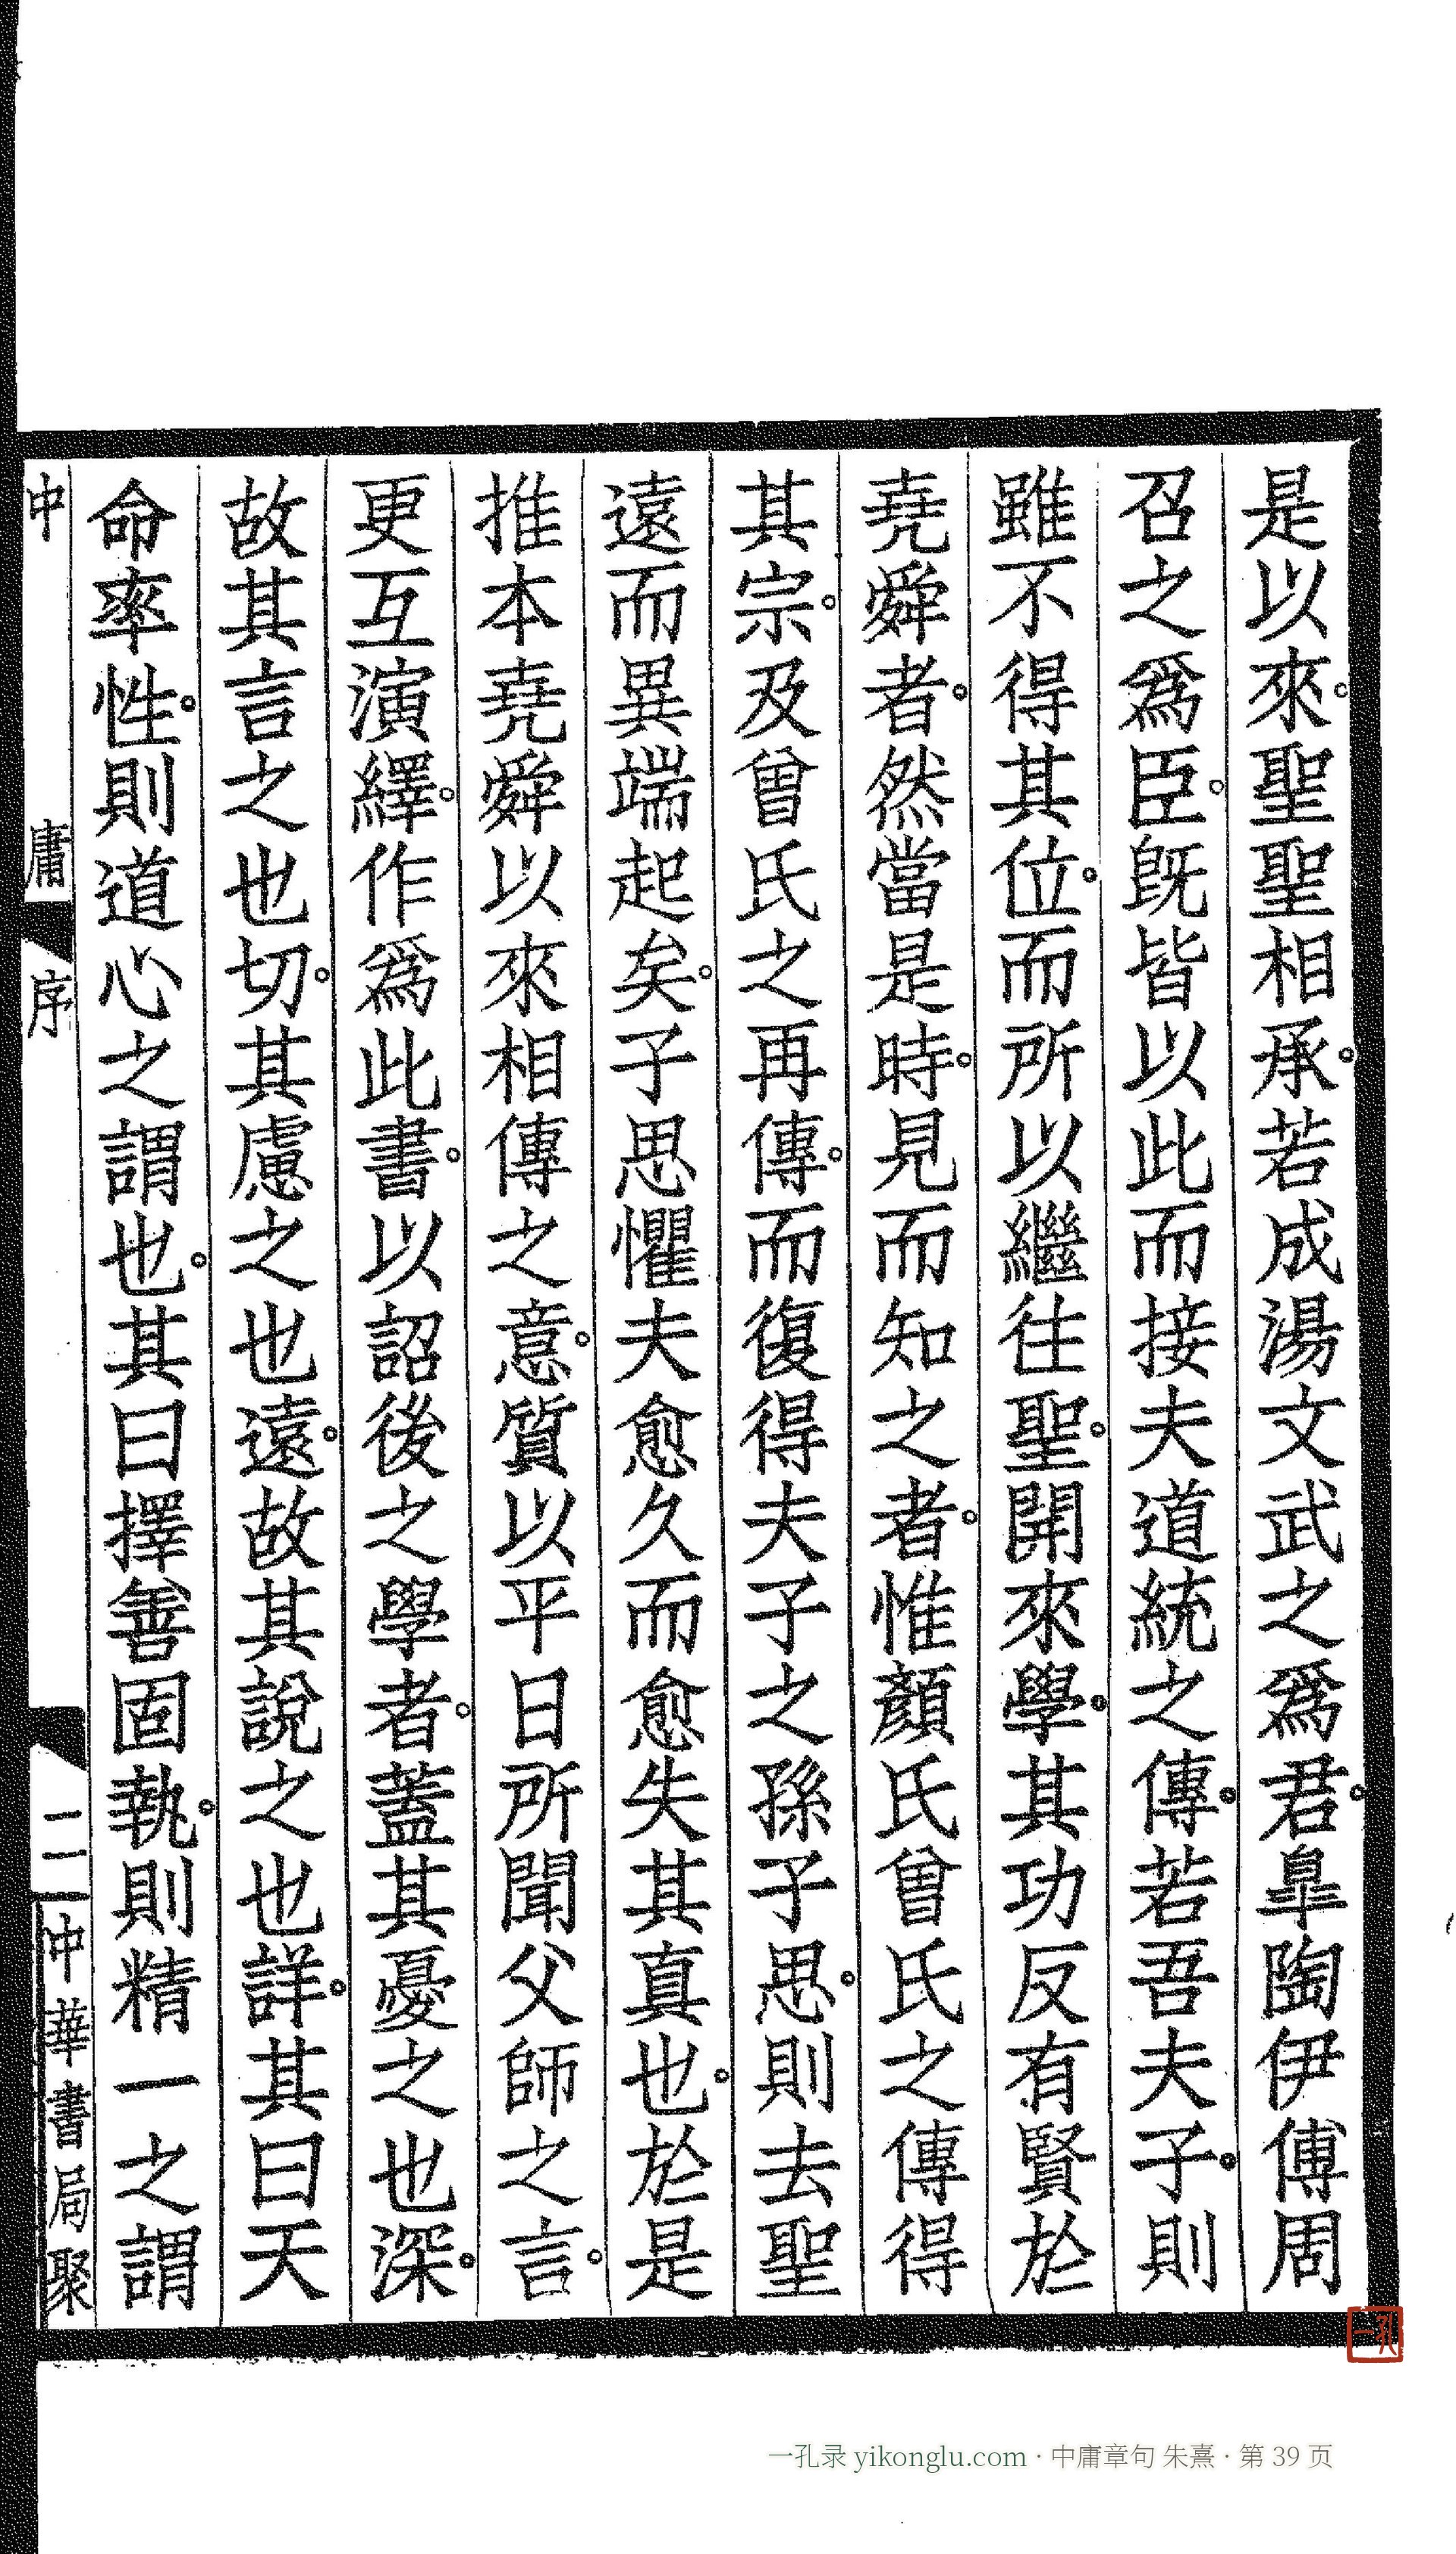 是以來。聖聖相承。若成湯文武之爲君。臯陶伊傅周
召之爲臣。旣皆以此而接夫道統之傳。若吾夫子。則
雖不得其位。而所以繼往聖。開來學。其功反有賢於
堯舜者。然當是時。見而知之者。惟顏氏曾氏之傳得
其宗。及曾氏之再傳。而復得夫子之孫子思。則去聖
遠而異端起矣。子思懼夫愈久而愈失其真也。於是
推本堯舜以來相傳之意。質以平日所聞父師之言。
更互演繹。作爲此書。以詔後之學者。蓋其憂之也深。
故其言之也切。其慮之也遠。故其說之也詳。其曰天
命率性。則道心之謂也。其曰擇善固執。則精一之謂
中庸 序 二 中華書局聚
一孔
一孔录 yikonglu.com · 中庸章句 朱熹 · 第 39 页